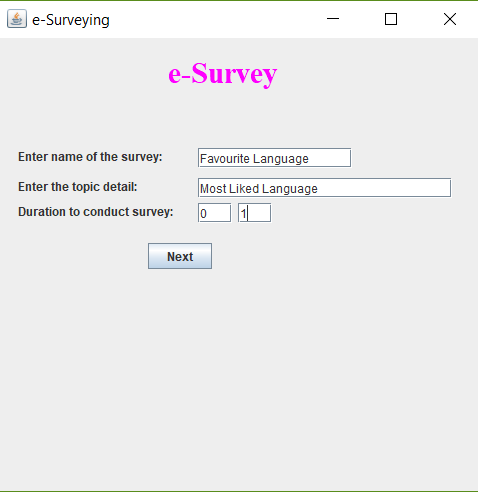 e-Surveying
e-Survey
Enter name of the survey: Favourite Language
Enter the topic detail: Most Liked Language
Duration to conduct survey: 0 1
Next